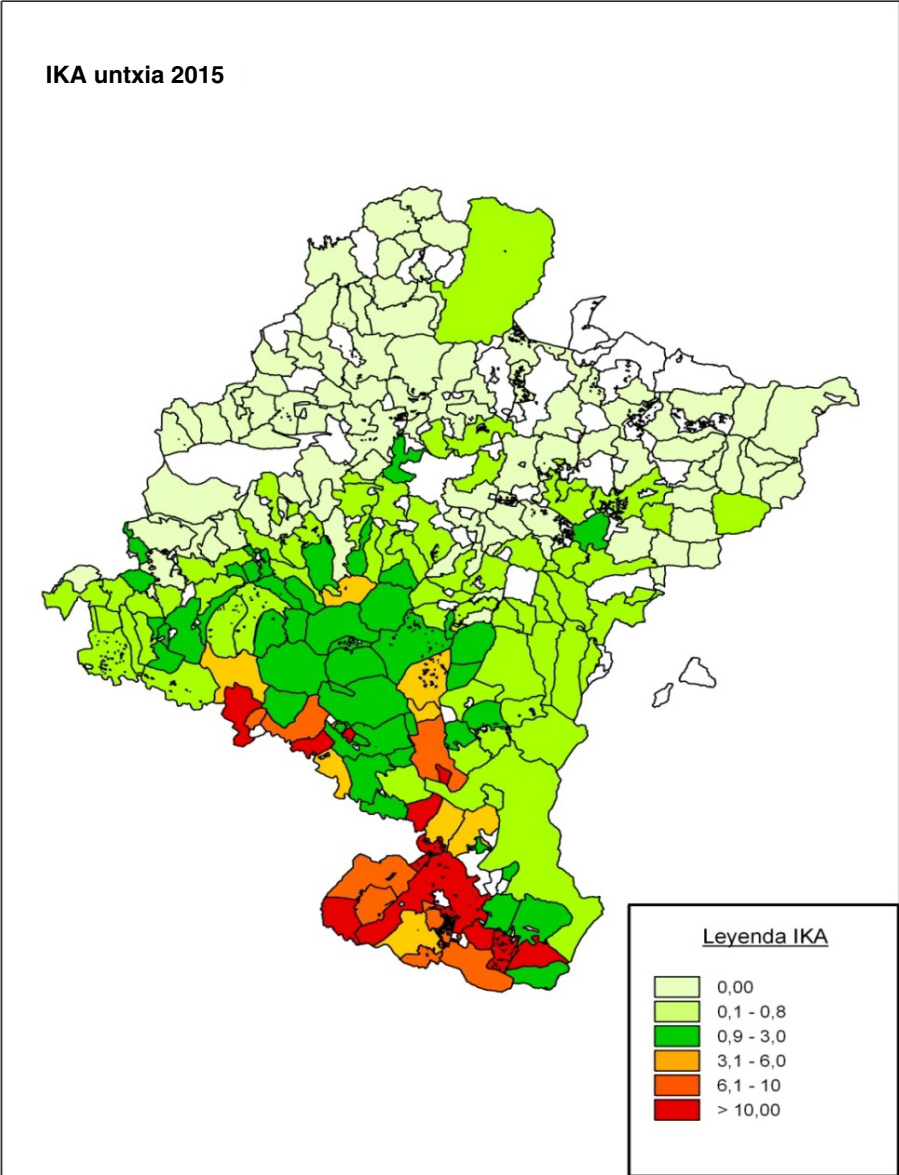 IKA untxia 2015
Leyenda IKA
0,00
0,1 - 0,8
0,9 - 3,0
3,1 - 6,0
6,1 - 10
> 10,00